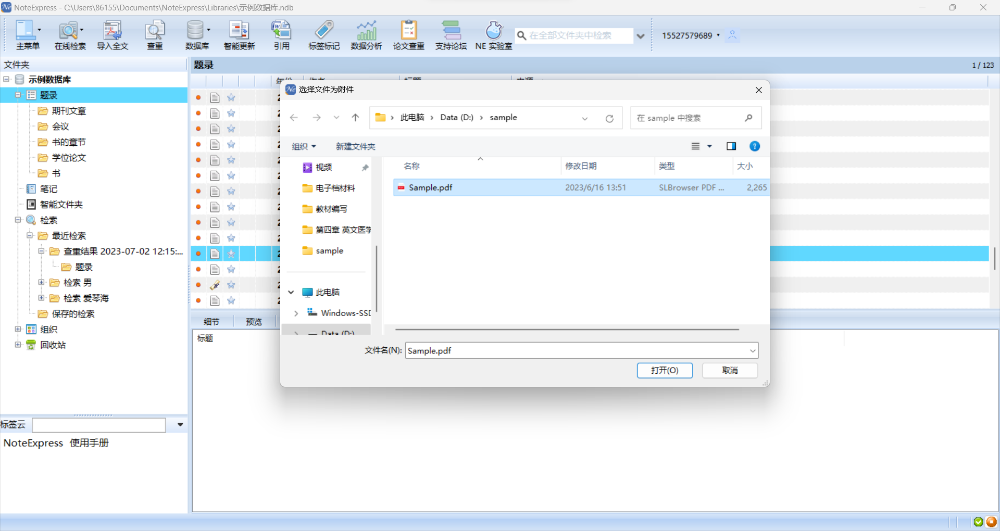 NoteExpress - C:\Users\86155\Documents\NoteExpress\Libraries\示例数据库.ndb
主菜单 在线检索 导入全文 查重 数据库 智能更新 引用 标签标记 数据分析 论文查重 支持论坛 NE 实验室 在全部文件夹中检索 15527579689
文件夹
题录 1 / 123
示例数据库
题录
期刊文章
会议
书的章节
学位论文
书
笔记
智能文件夹
检索
最近检索
查重结果 2023-07-02 12:15:...
题录
检索 男
检索 爱琴海
保存的检索
组织
回收站
标签云
NoteExpress 使用手册
选择文件为附件
此电脑 > Data (D:) > sample
在 sample 中搜索
组织 新建文件夹
名称 修改日期 类型 大小
Sample.pdf 2023/6/16 13:51 SLBrowser PDF ... 2,265
视频
电子档材料
教材编写
第四章 英文医学
sample
此电脑
Windows-SSD
Data (D:)
文件名(N): Sample.pdf
打开(O) 取消
细节 预览
标题